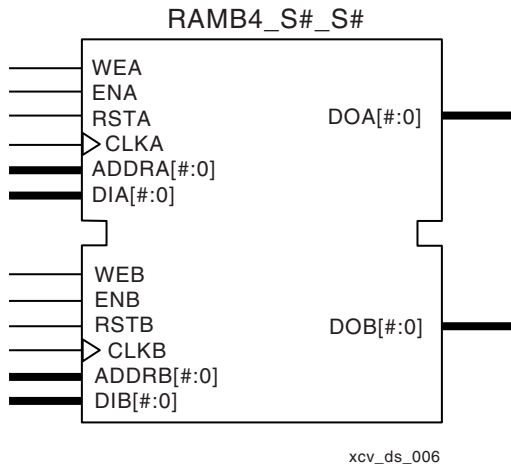 RAMB4_S#_S#
WEA
ENA
RSTA
CLKA
ADDRA[#:0]
DIA[#:0]
DOA[#:0]
WEB
ENB
RSTB
CLKB
ADDRB[#:0]
DIB[#:0]
DOB[#:0]
xcv_ds_006